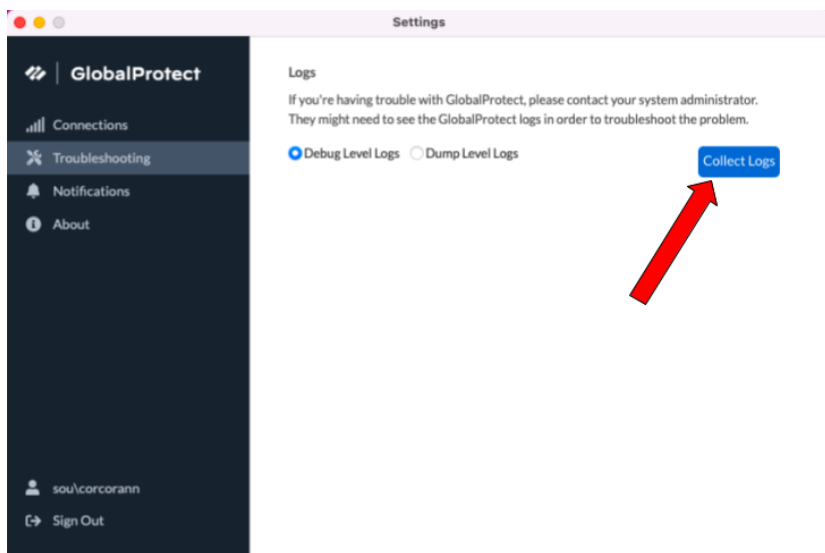 Settings
GlobalProtect
Connections
Troubleshooting
Notifications
About
sou\corcorann
Sign Out
Logs
If you're having trouble with GlobalProtect, please contact your system administrator.
They might need to see the GlobalProtect logs in order to troubleshoot the problem.
Debug Level Logs Dump Level Logs
Collect Logs